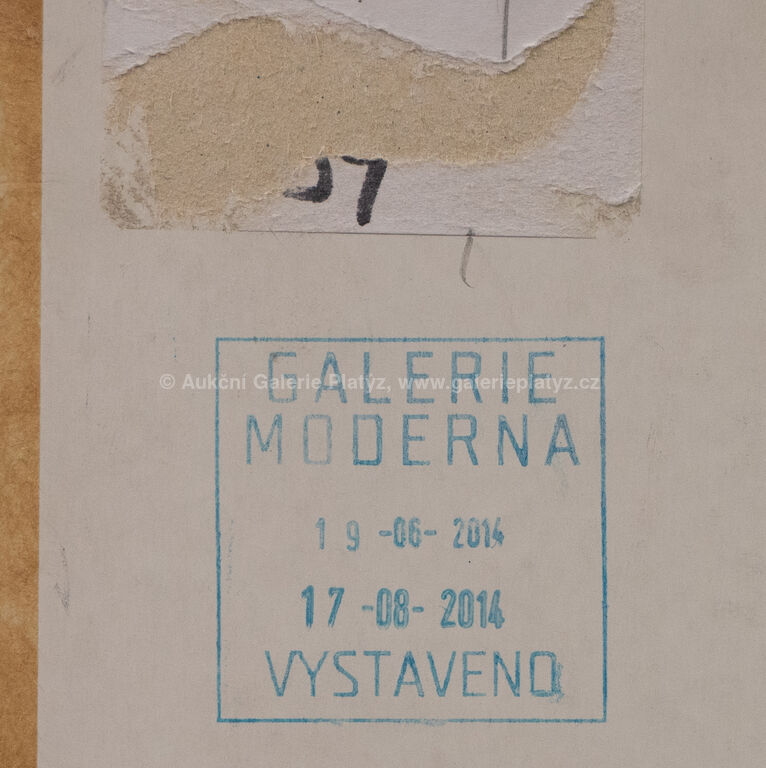 © Aukční Galerie Platýz, www.galerieplatyz.cz
GALERIE
MODERNA
19 -06- 2014
17 -08- 2014
VYSTAVENO